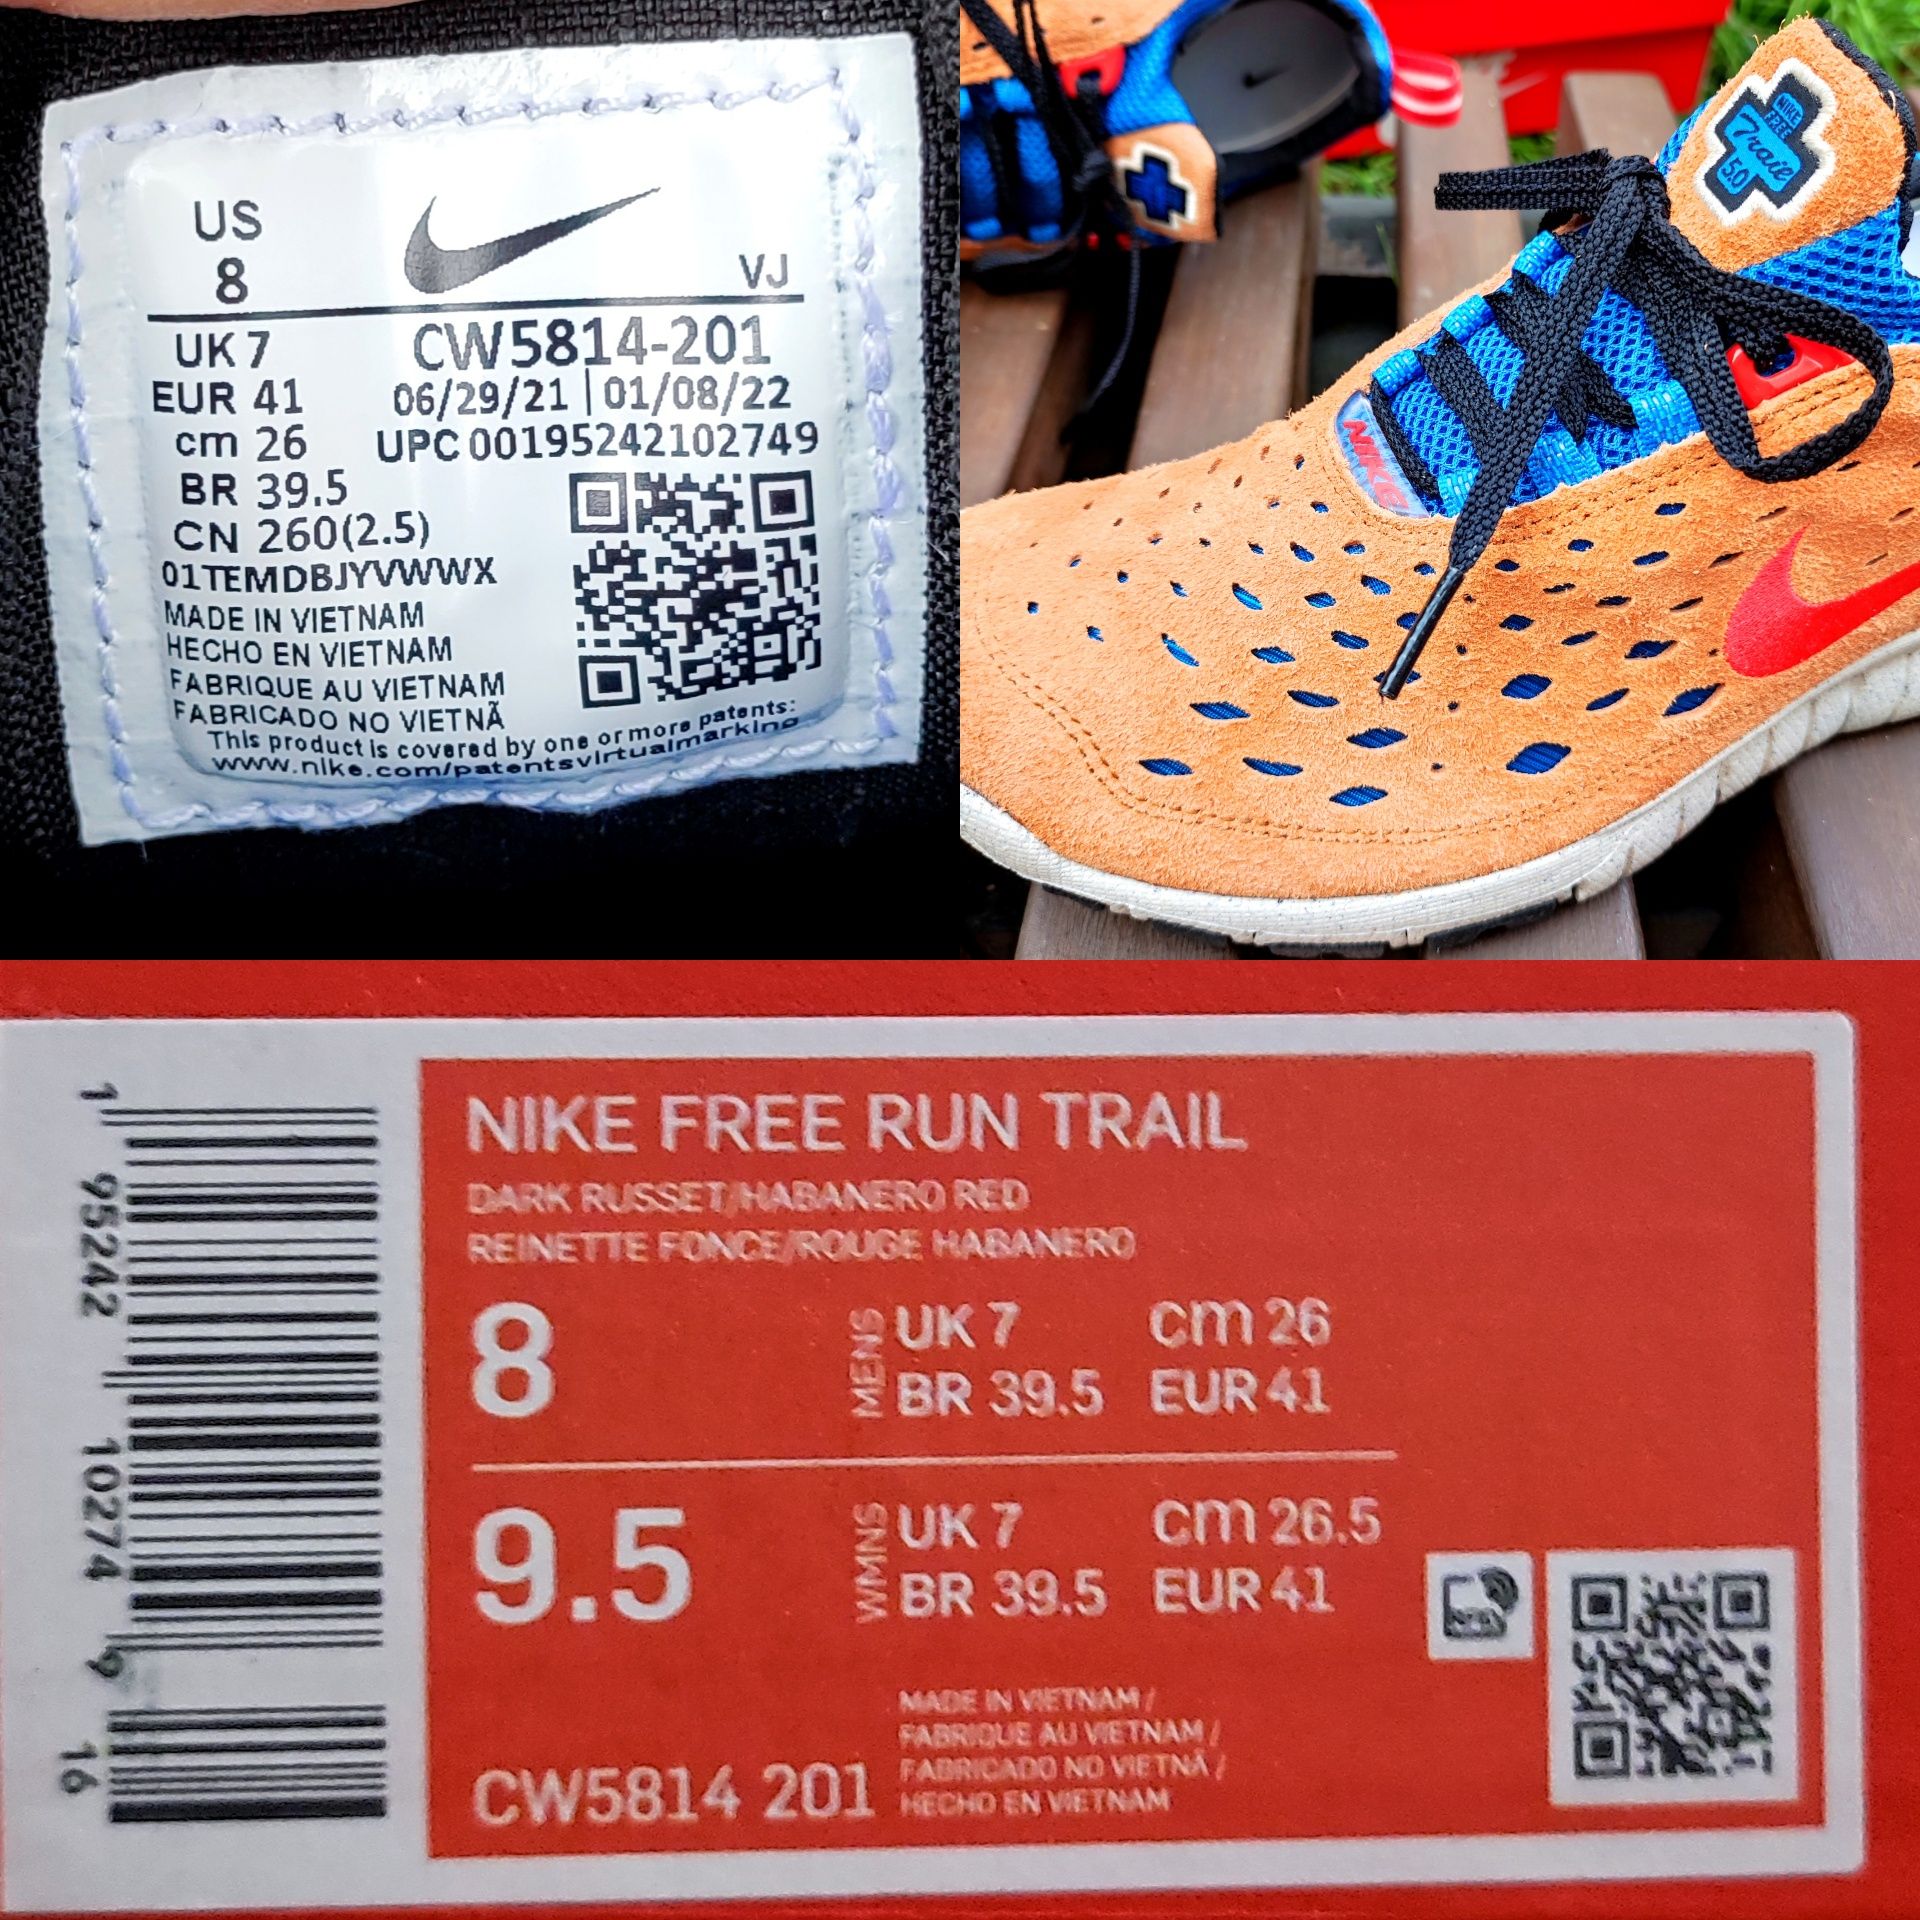 US
8
VJ
UK 7
CW5814-201
EUR 41
06/29/21 | 01/08/22
cm 26
UPC 00195242102749
BR 39.5
CN 260(2.5)
01TEMDBJYVWWX
MADE IN VIETNAM
HECHO EN VIETNAM
FABRIQUE AU VIETNAM
FABRICADO NO VIETNÃ
This product is covered by one or more patents:
www.nike.com/patentsvirtualmarking
NIKE
FREE
Trail
5.0
NIKE
NIKE FREE RUN TRAIL
DARK RUSSET/HABANERO RED
REINETTE FONCE/ROUGE HABANERO
8
MENS
UK 7
cm 26
BR 39.5
EUR 41
9.5
WMNS
UK 7
cm 26.5
BR 39.5
EUR 41
CW5814 201
MADE IN VIETNAM /
FABRIQUE AU VIETNAM /
FABRICADO NO VIETNÃ /
HECHO EN VIETNAM
1 95242 10274 9 16